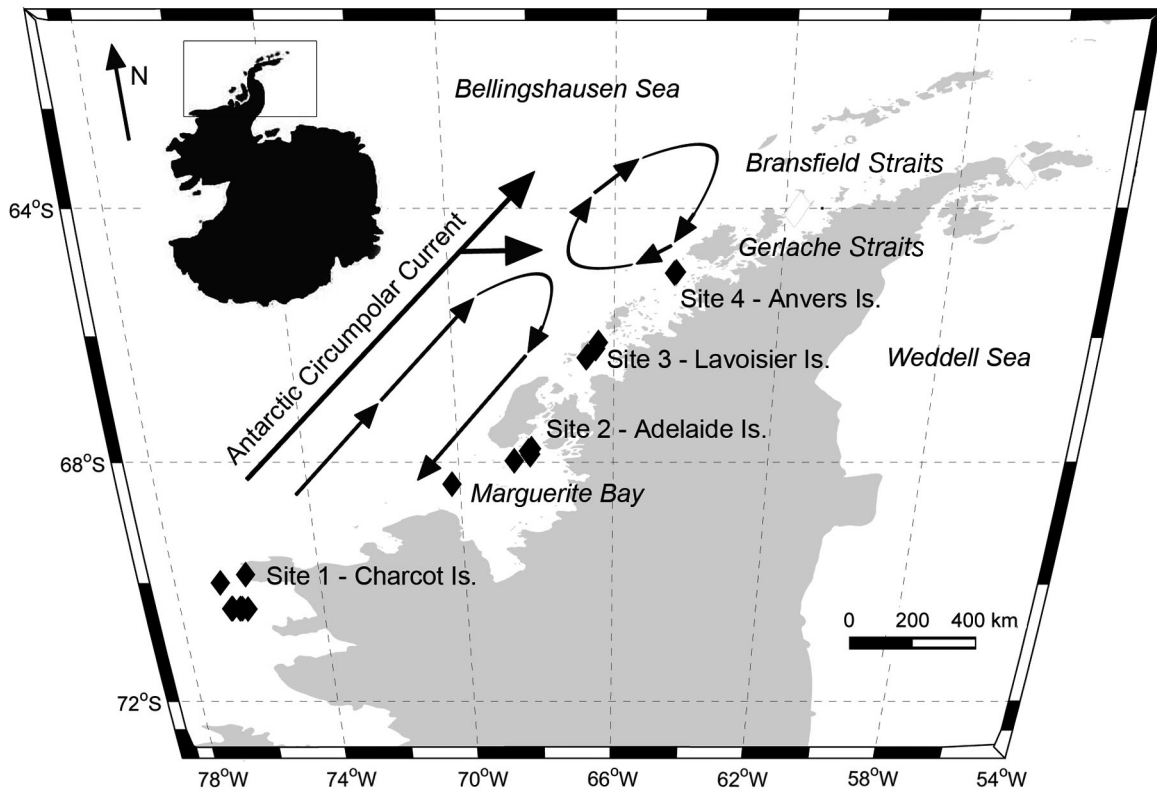 N
Bellingshausen Sea
Bransfield Straits
64°S
Gerlache Straits
Antarctic Circumpolar Current
Site 4 - Anvers Is.
Site 3 - Lavoisier Is.
Weddell Sea
Site 2 - Adelaide Is.
68°S
Marguerite Bay
Site 1 - Charcot Is.
0 200 400 km
72°S
78°W 74°W 70°W 66°W 62°W 58°W 54°W